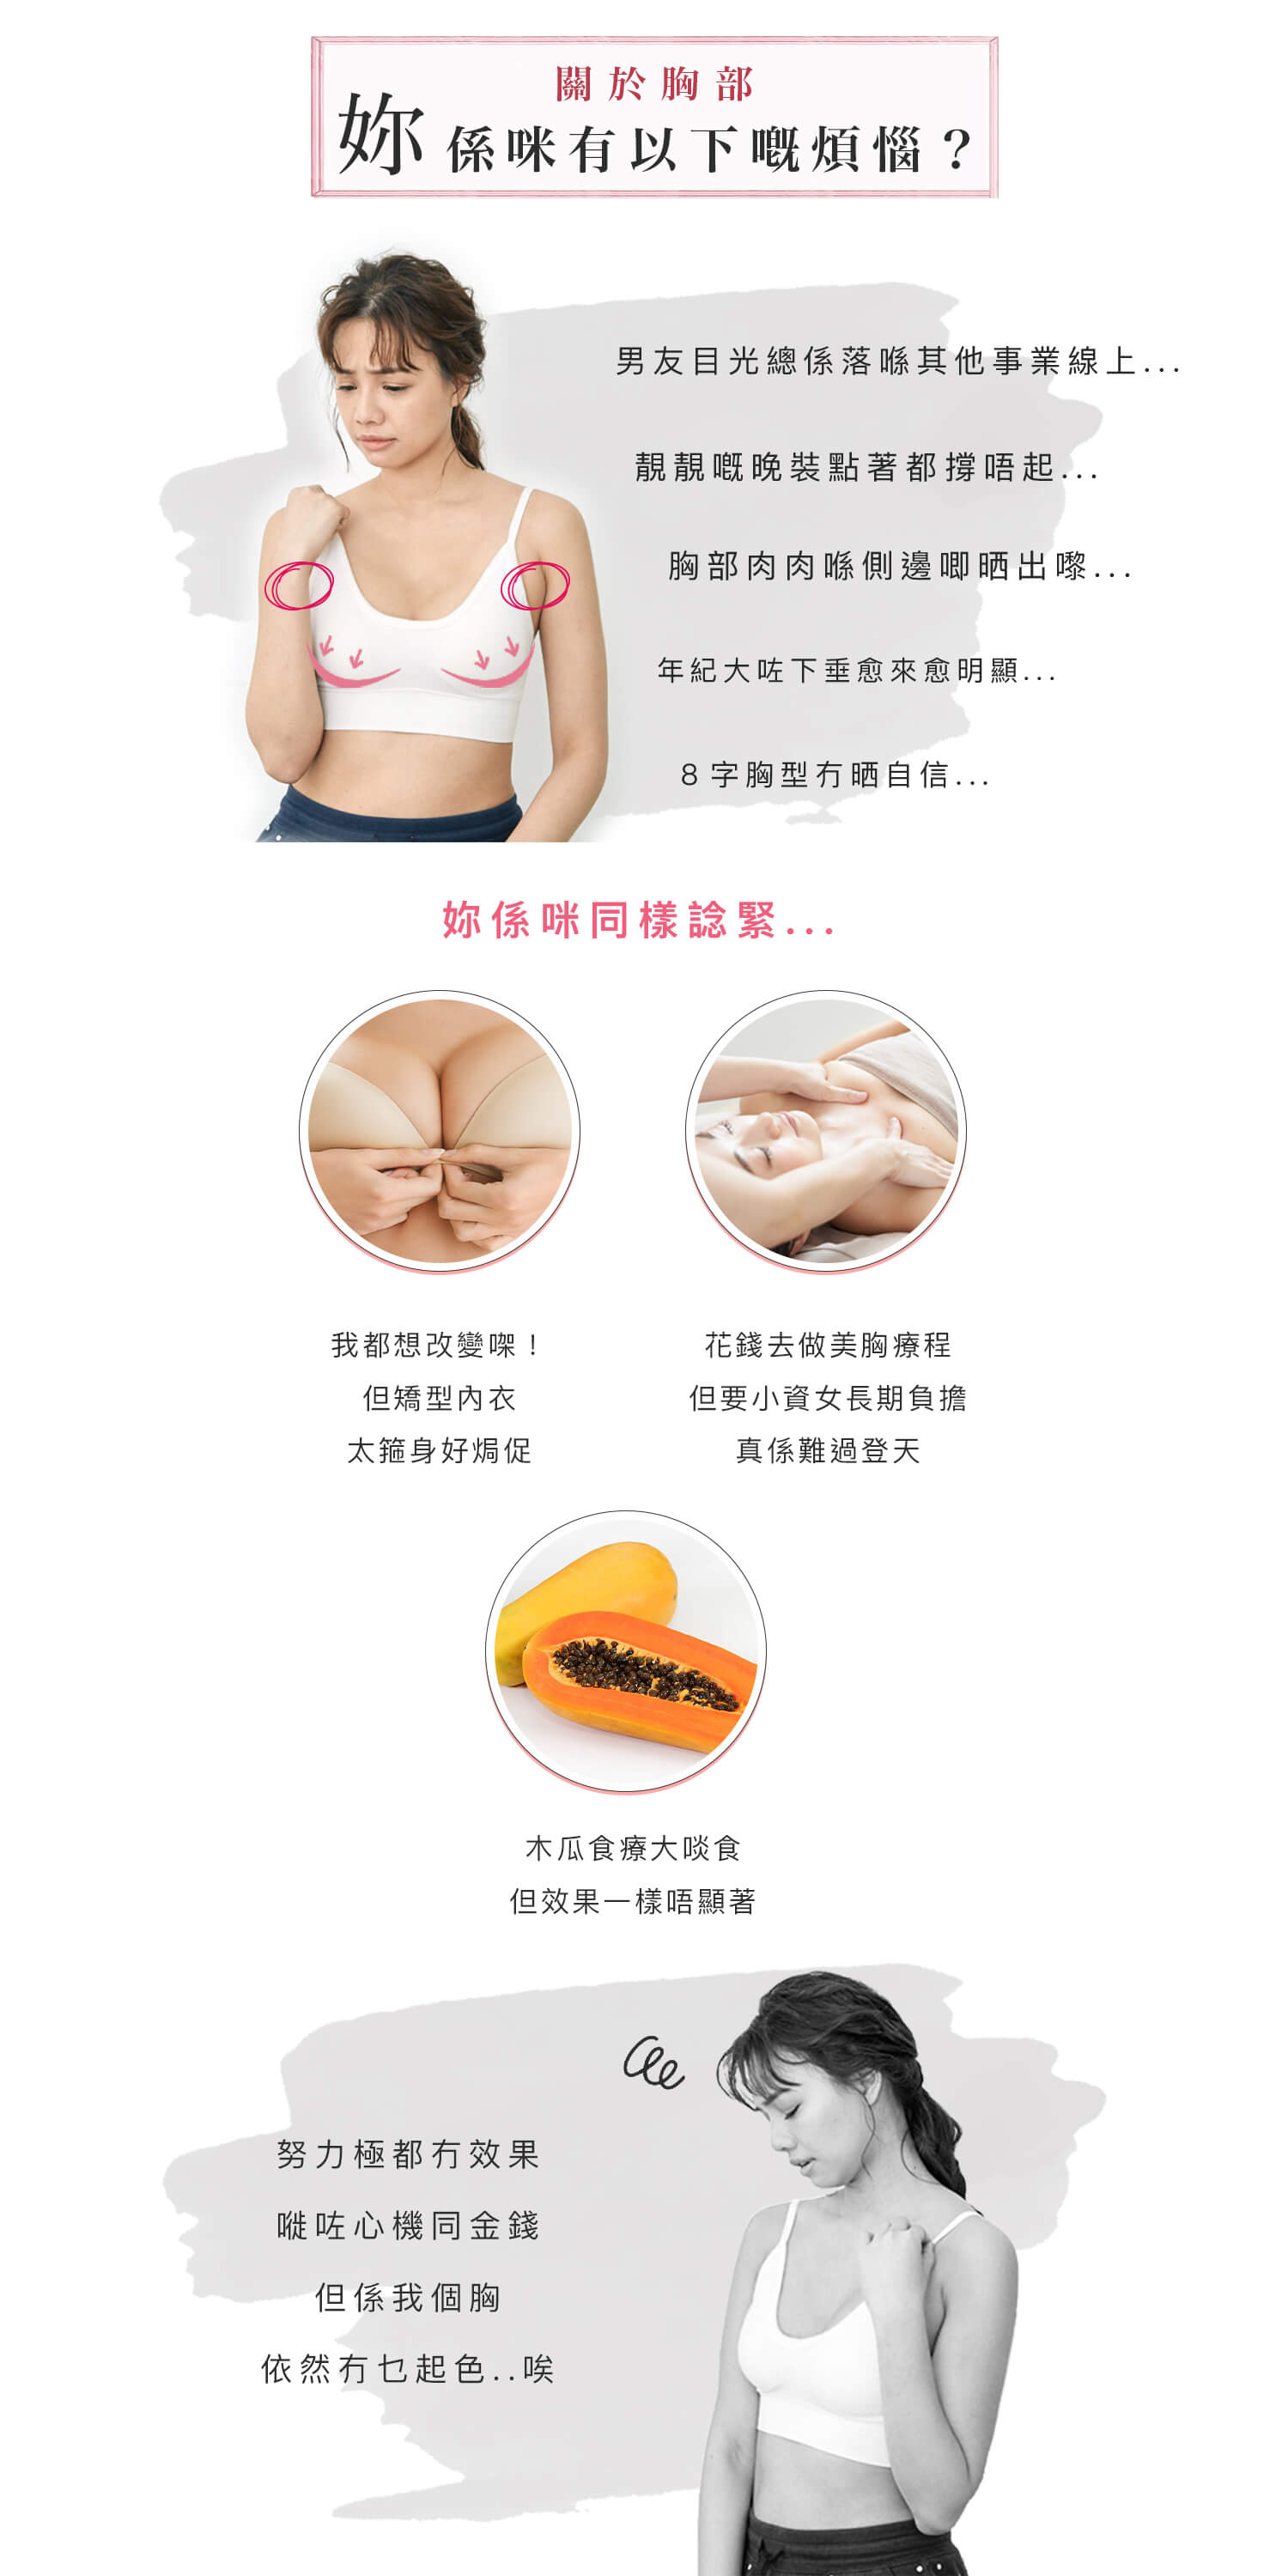 關於胸部
妳係咪有以下嘅煩惱？
男友目光總係落喺其他事業線上...
靚靚嘅晚裝點著都撐唔起...
胸部肉肉喺側邊唧晒出嚟...
年紀大咗下垂愈來愈明顯...
8字胸型冇晒自信...
妳係咪同樣諗緊...
我都想改變㗎！
但矯型內衣
太箍身好焗促
花錢去做美胸療程
但要小資女長期負擔
真係難過登天
木瓜食療大啖食
但效果一樣唔顯著
努力極都冇效果
嘥咗心機同金錢
但係我個胸
依然冇乜起色..唉